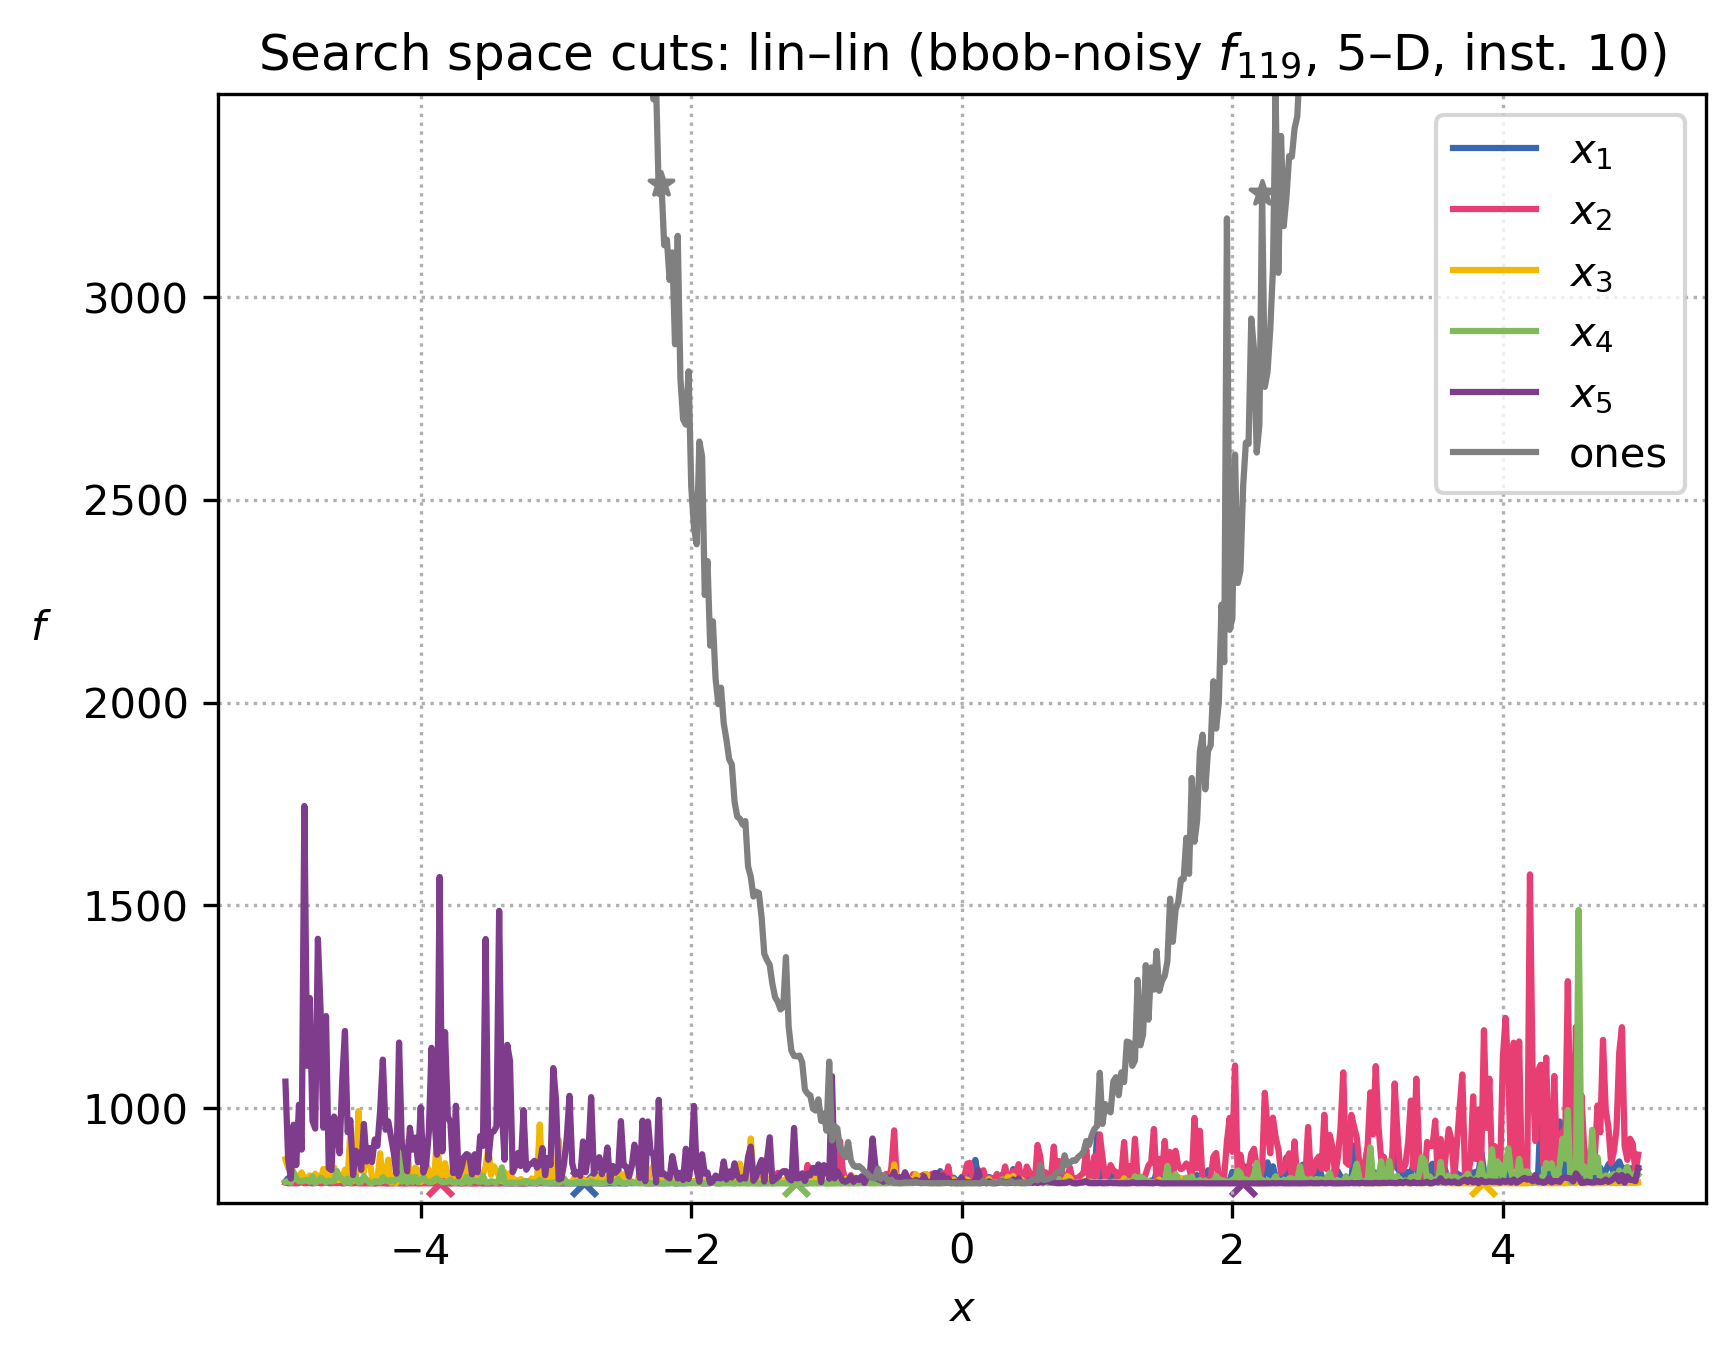 Search space cuts: lin–lin (bbob-noisy f₁₁₉, 5–D, inst. 10)
x₁
x₂
x₃
x₄
x₅
ones
3000
2500
2000
1500
1000
f
−4
−2
0
2
4
x